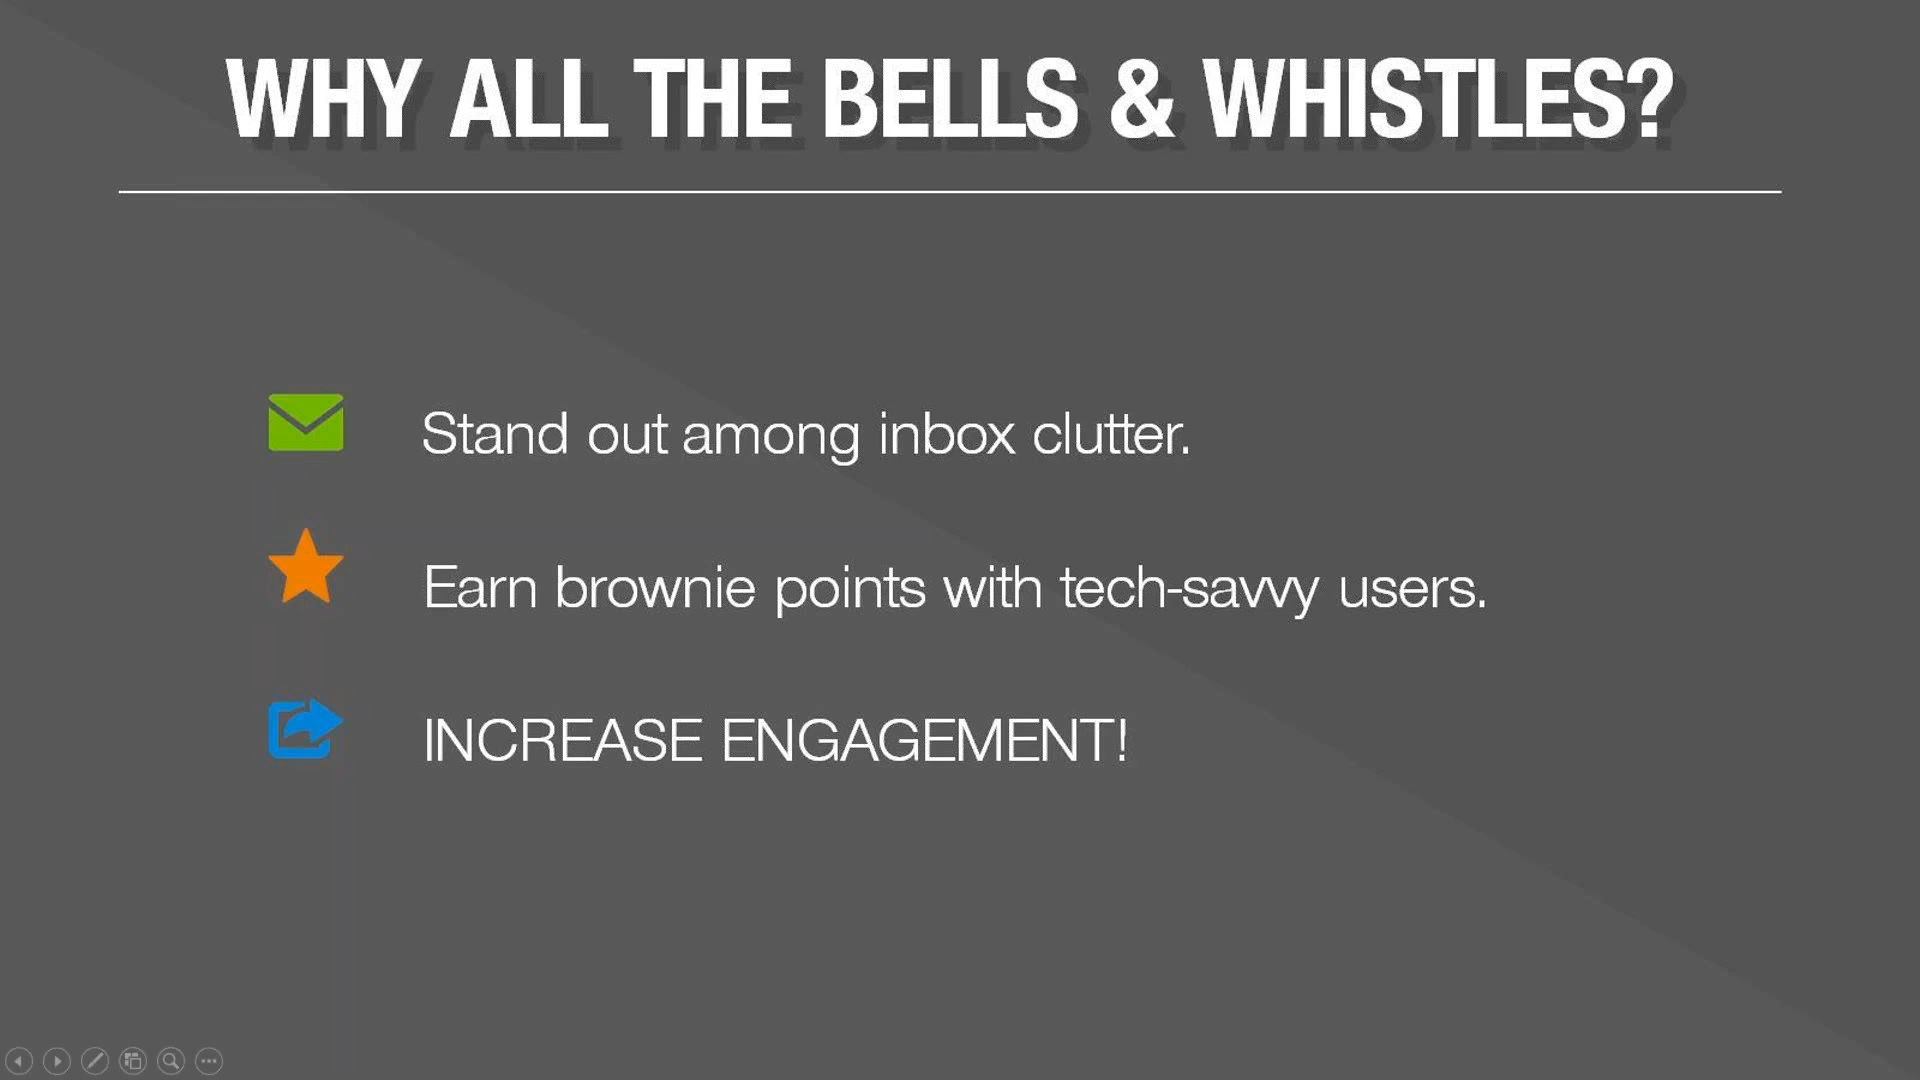 WHY ALL THE BELLS & WHISTLES?
Stand out among inbox clutter.
Earn brownie points with tech-savvy users.
INCREASE ENGAGEMENT!